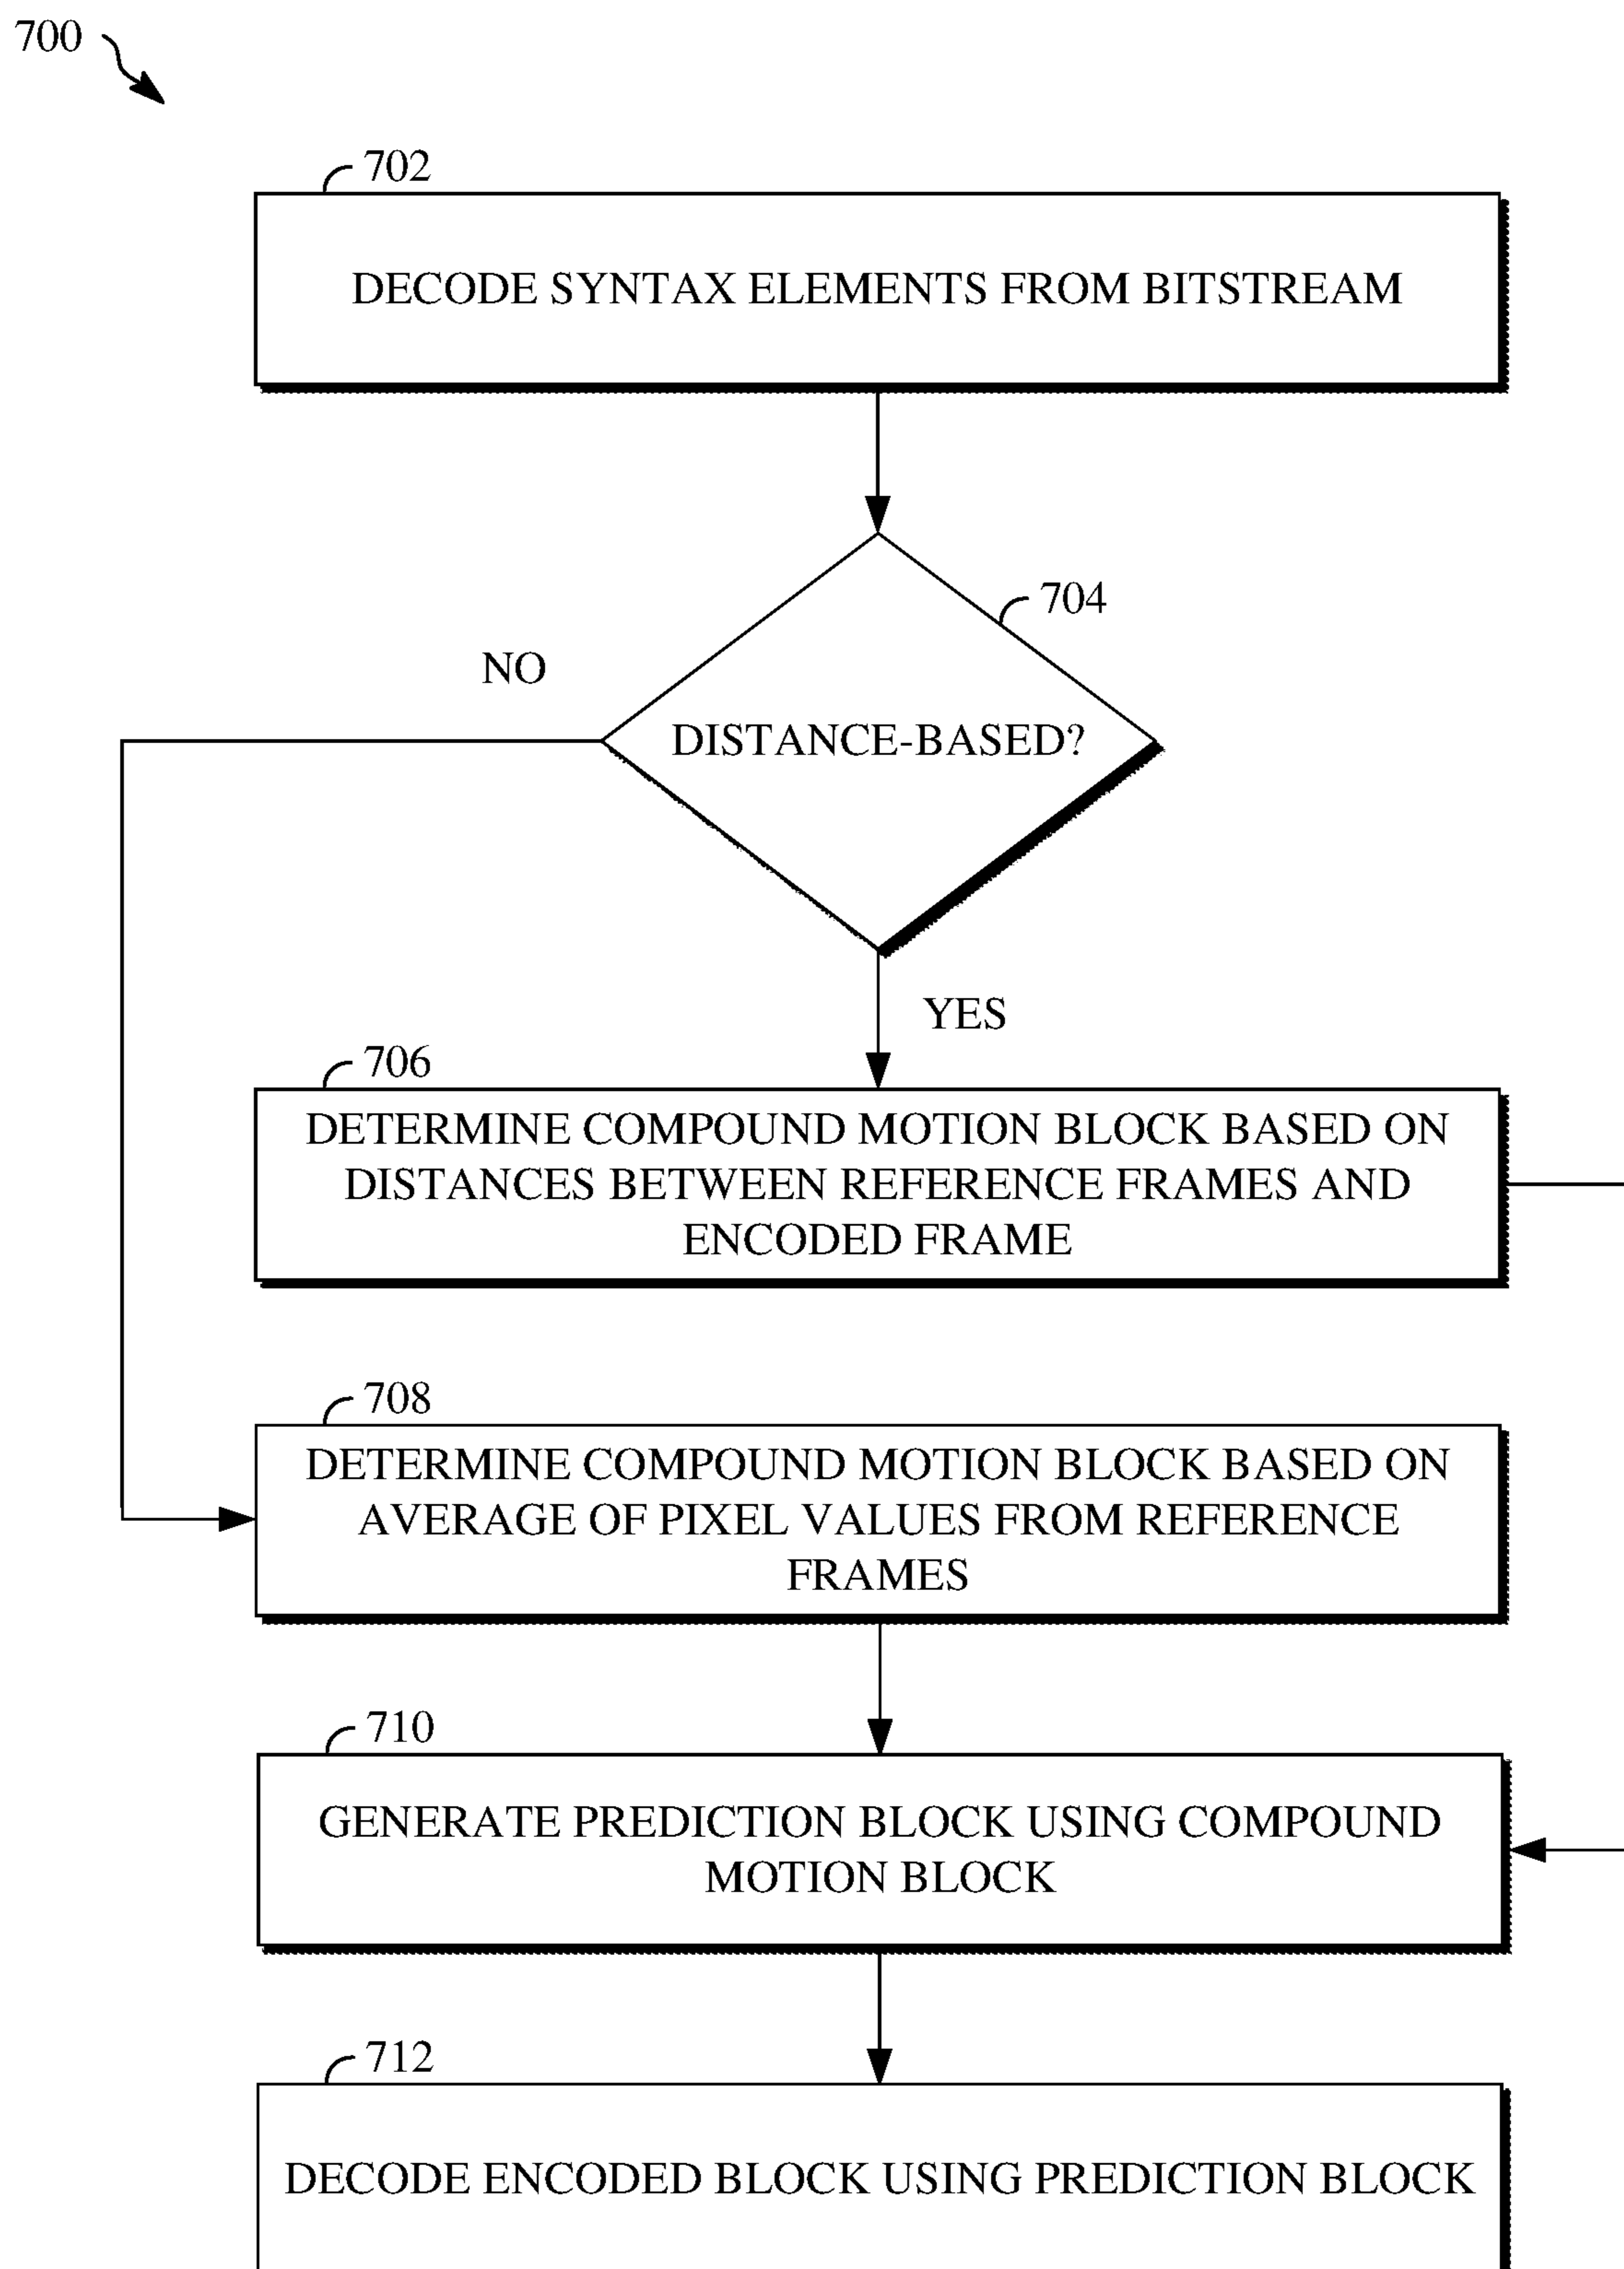 700
702
DECODE SYNTAX ELEMENTS FROM BITSTREAM
704
NO
DISTANCE-BASED?
YES
706
DETERMINE COMPOUND MOTION BLOCK BASED ON
DISTANCES BETWEEN REFERENCE FRAMES AND
ENCODED FRAME
708
DETERMINE COMPOUND MOTION BLOCK BASED ON
AVERAGE OF PIXEL VALUES FROM REFERENCE
FRAMES
710
GENERATE PREDICTION BLOCK USING COMPOUND
MOTION BLOCK
712
DECODE ENCODED BLOCK USING PREDICTION BLOCK